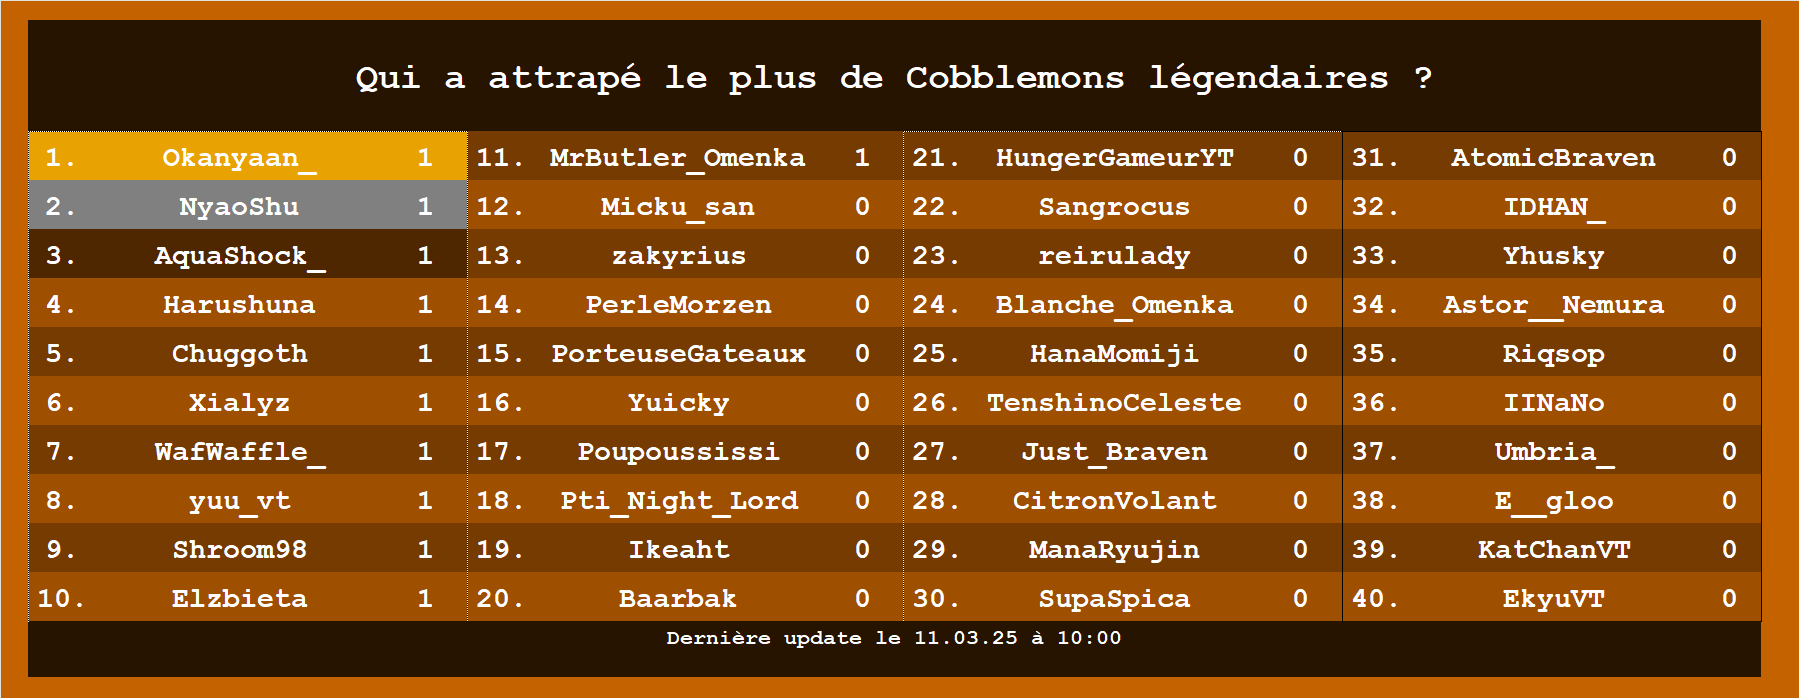 Qui a attrapé le plus de Cobblemons légendaires ?
1. Okanyaan_ 1
2. NyaoShu 1
3. AquaShock_ 1
4. Harushuna 1
5. Chuggoth 1
6. Xialyz 1
7. WafWaffle_ 1
8. yuu_vt 1
9. Shroom98 1
10. Elzbieta 1
11. MrButler_Omenka 1
12. Micku_san 0
13. zakyrius 0
14. PerleMorzen 0
15. PorteuseGateaux 0
16. Yuicky 0
17. Poupoussissi 0
18. Pti_Night_Lord 0
19. Ikeaht 0
20. Baarbak 0
21. HungerGameurYT 0
22. Sangrocus 0
23. reirulady 0
24. Blanche_Omenka 0
25. HanaMomiji 0
26. TenshinoCeleste 0
27. Just_Braven 0
28. CitronVolant 0
29. ManaRyujin 0
30. SupaSpica 0
31. AtomicBraven 0
32. IDHAN_ 0
33. Yhusky 0
34. Astor__Nemura 0
35. Riqsop 0
36. IINaNo 0
37. Umbria_ 0
38. E__gloo 0
39. KatChanVT 0
40. EkyuVT 0
Dernière update le 11.03.25 à 10:00